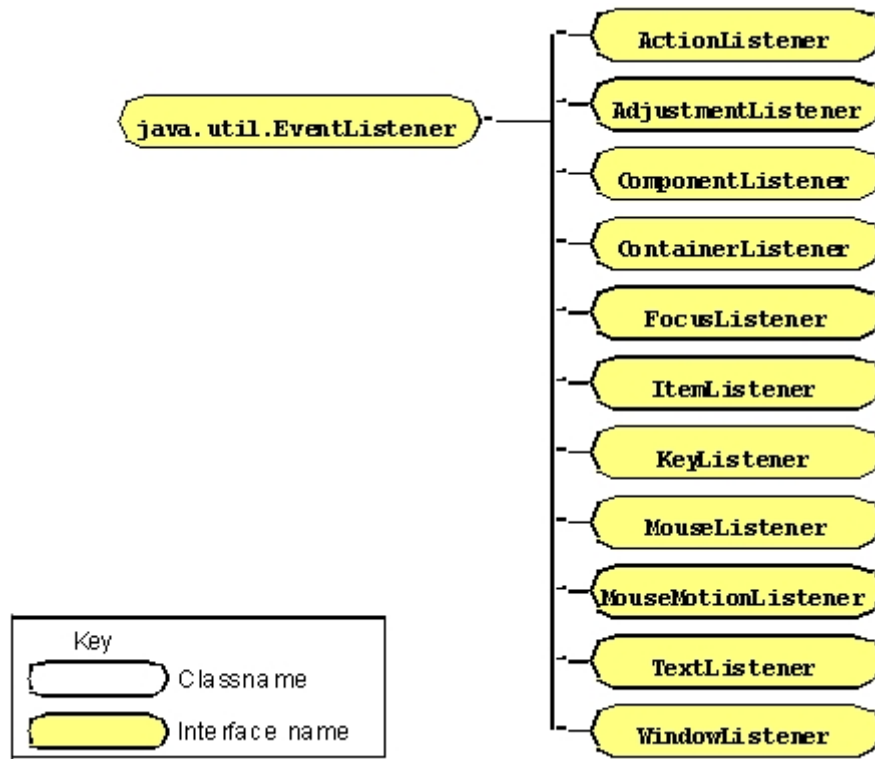 java.util.EventListener
ActionListener
AdjustmentListener
ComponentListener
ContainerListener
FocusListener
ItemListener
KeyListener
MouseListener
MouseMotionListener
TextListener
WindowListener
Key
Classname
Interface name